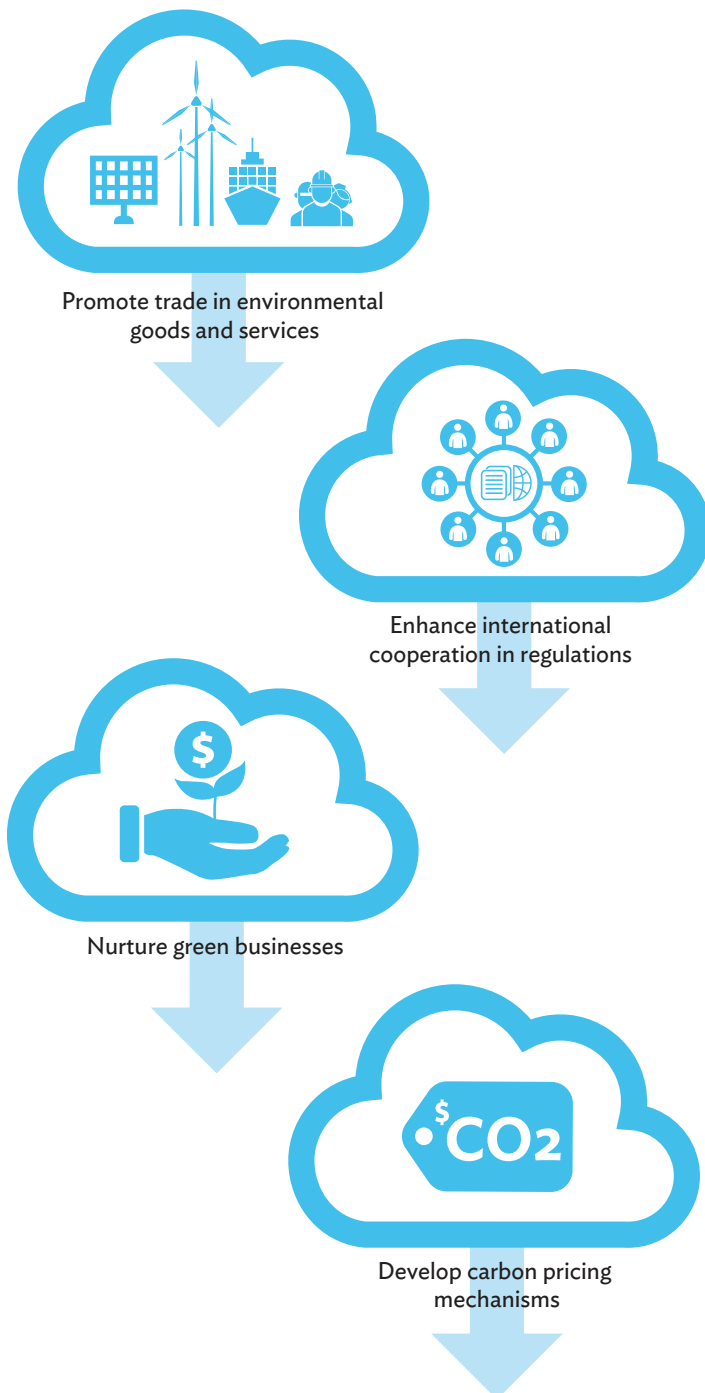 Promote trade in environmental
goods and services
Enhance international
cooperation in regulations
$
Nurture green businesses
$CO2
Develop carbon pricing
mechanisms